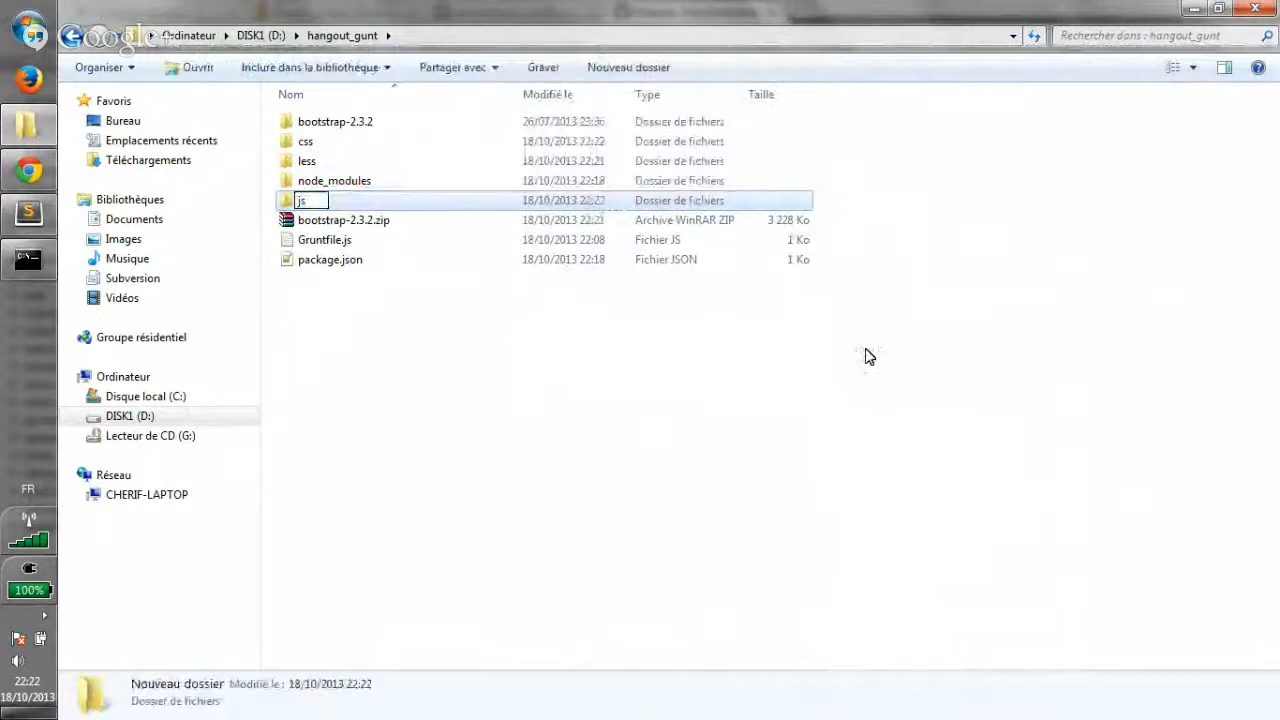 Google+
Ordinateur ▸ DISK1 (D:) ▸ hangout_gunt ▸
Rechercher dans : hangout_gunt
Organiser
Ouvrir
Inclure dans la bibliothèque
Partager avec
Graver
Nouveau dossier
Nom
Modifié le
Type
Taille
Favoris
Bureau
Emplacements récents
Téléchargements
Bibliothèques
Documents
Images
Musique
Subversion
Vidéos
Groupe résidentiel
Ordinateur
Disque local (C:)
DISK1 (D:)
Lecteur de CD (G:)
Réseau
CHERIF-LAPTOP
bootstrap-2.3.2 26/07/2013 23:36 Dossier de fichiers
css 18/10/2013 22:22 Dossier de fichiers
less 18/10/2013 22:21 Dossier de fichiers
node_modules 18/10/2013 22:18 Dossier de fichiers
js 18/10/2013 22:22 Dossier de fichiers
bootstrap-2.3.2.zip 18/10/2013 22:21 Archive WinRAR ZIP 3 228 Ko
Gruntfile.js 18/10/2013 22:08 Fichier JS 1 Ko
package.json 18/10/2013 22:18 Fichier JSON 1 Ko
FR
100%
22:22
18/10/2013
Nouveau dossier Modifié le : 18/10/2013 22:22
Dossier de fichiers